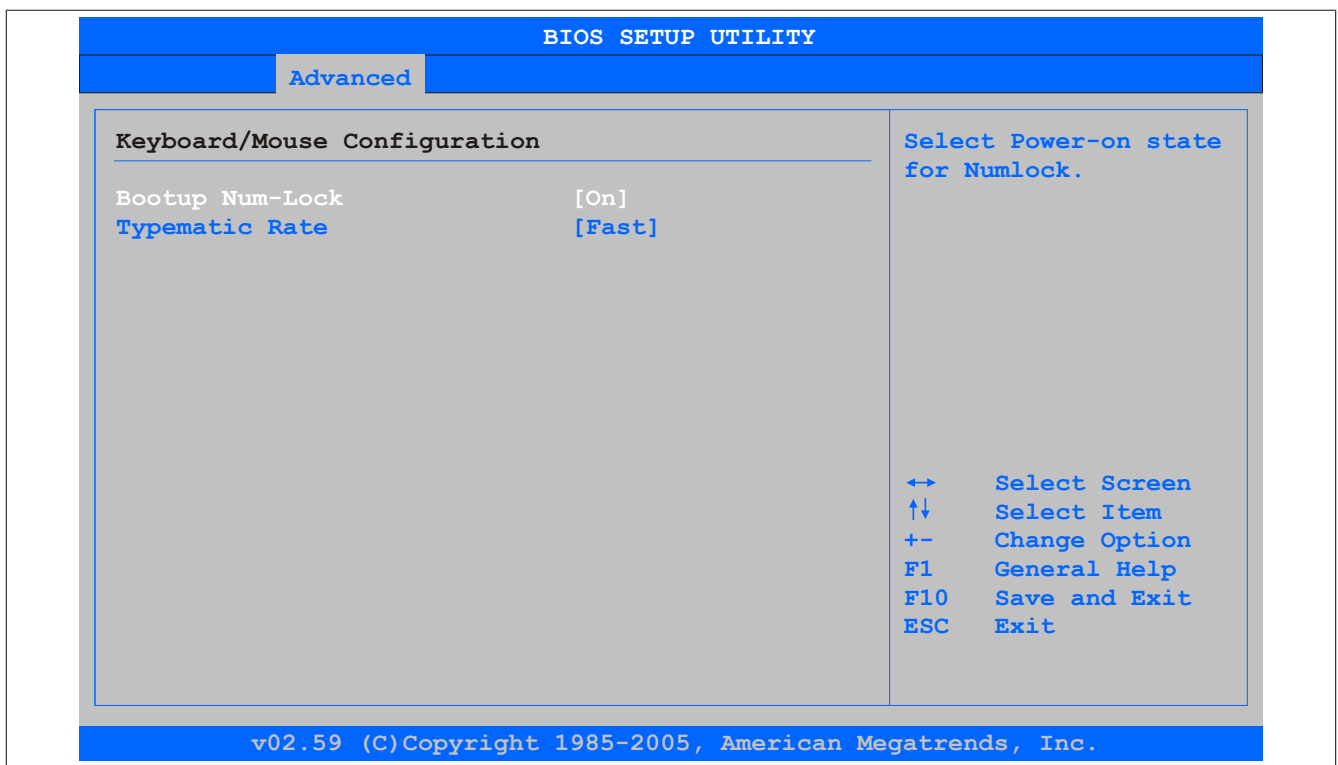 BIOS SETUP UTILITY
Advanced
Keyboard/Mouse Configuration
Bootup Num-Lock [On]
Typematic Rate [Fast]
Select Power-on state
for Numlock.
↔ Select Screen
↑↓ Select Item
+- Change Option
F1 General Help
F10 Save and Exit
ESC Exit
v02.59 (C)Copyright 1985-2005, American Megatrends, Inc.